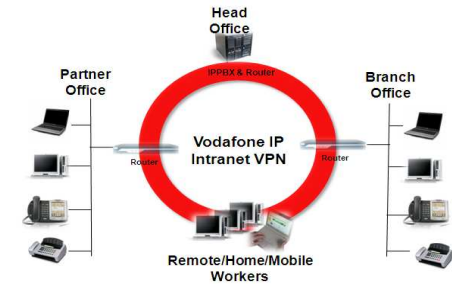 Head
Office
IPPBX & Router
Partner
Office
Branch
Office
Vodafone IP
Intranet VPN
Router
Router
Remote/Home/Mobile
Workers